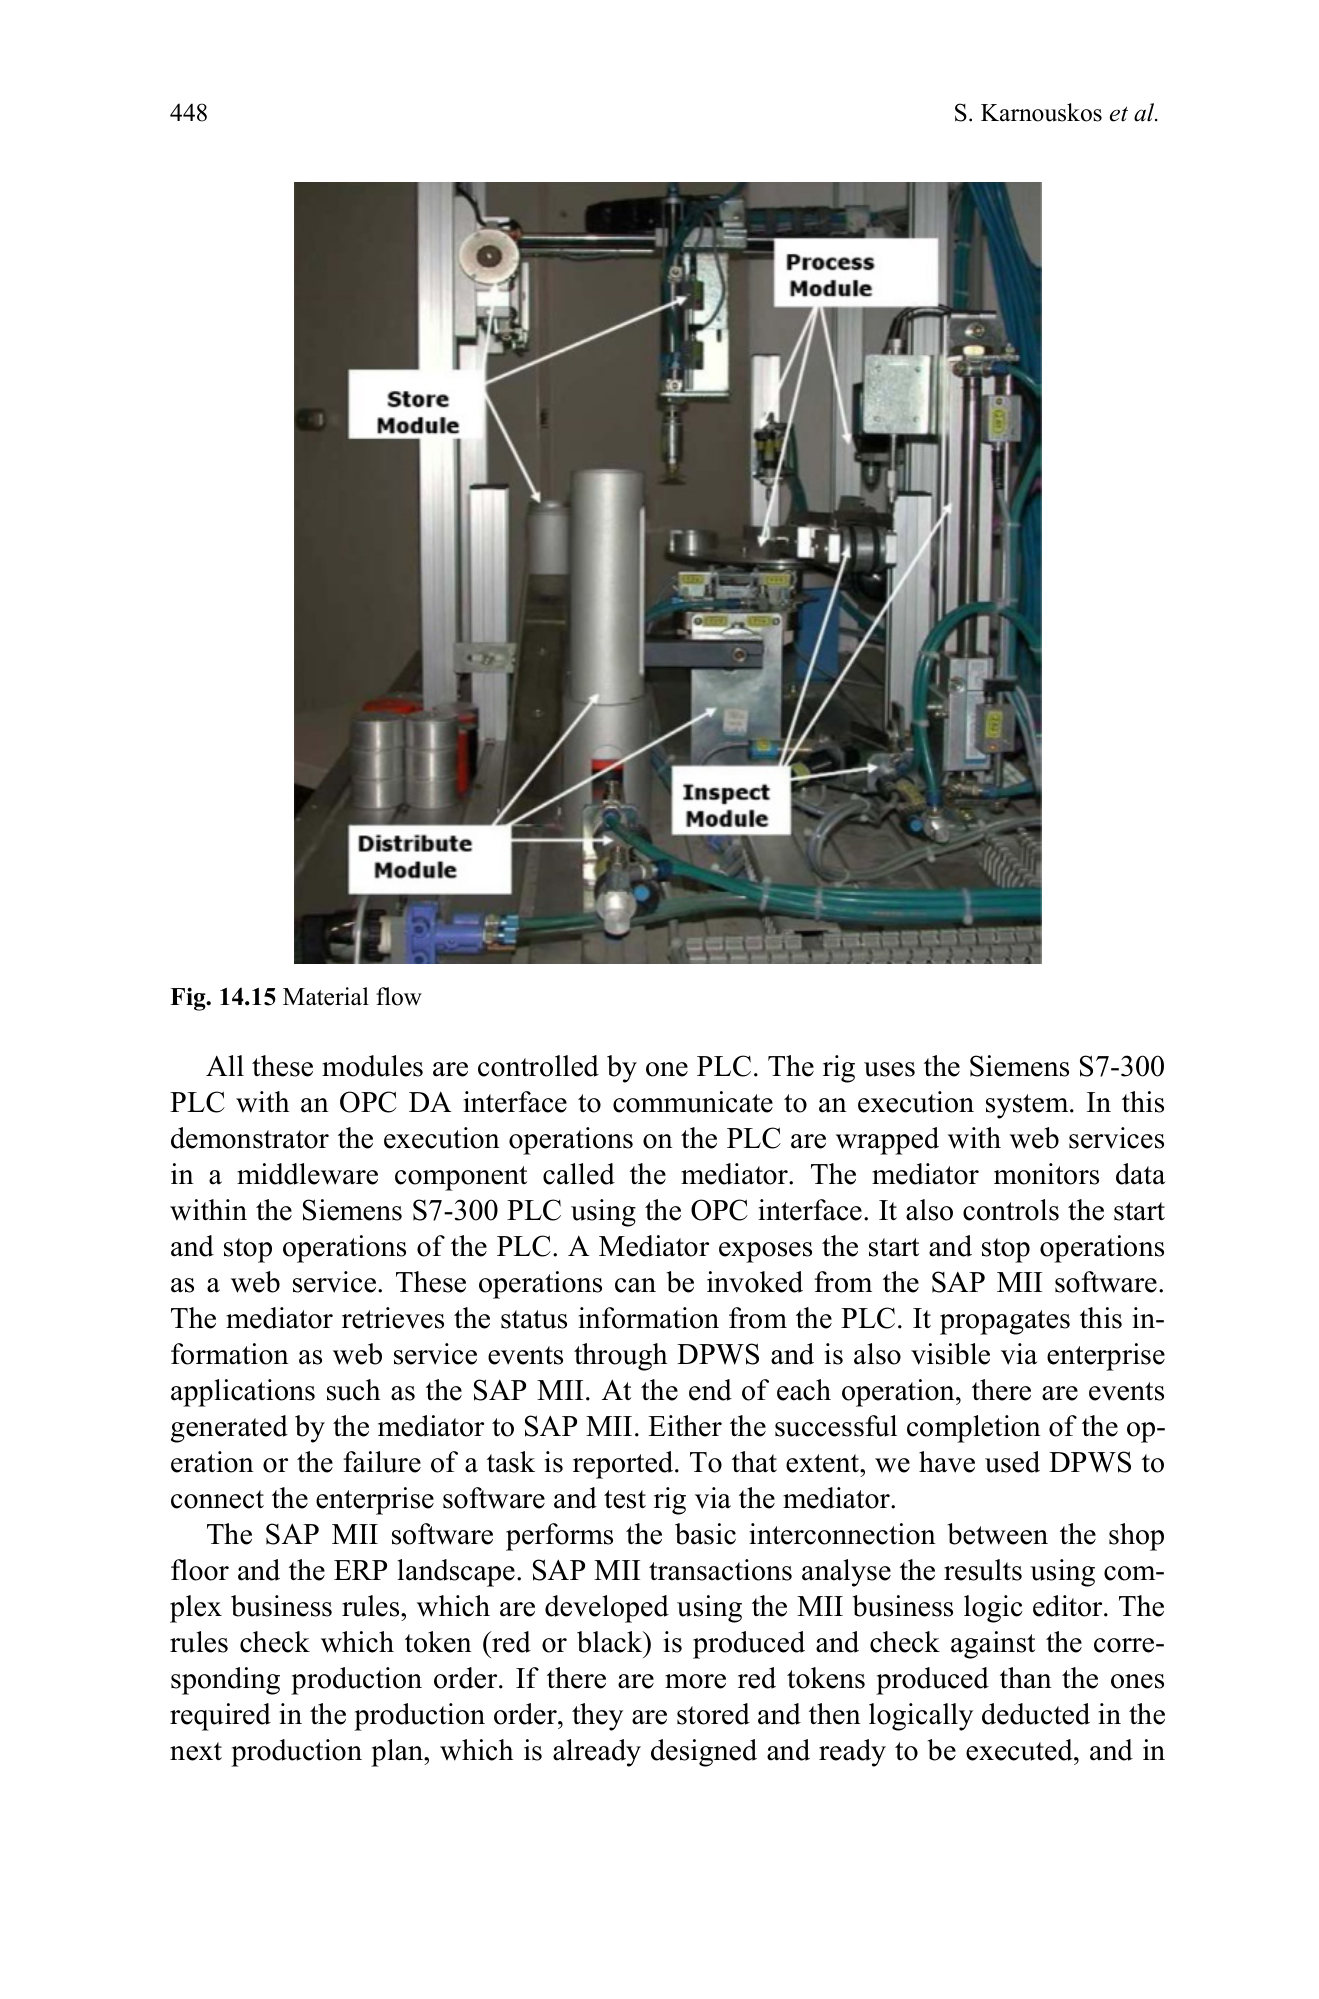 448
S. Karnouskos et al.
Process
Module
Store
Module
Inspect
Module
Distribute
Module
Fig. 14.15 Material flow
All these modules are controlled by one PLC. The rig uses the Siemens S7-300
PLC with an OPC DA interface to communicate to an execution system. In this
demonstrator the execution operations on the PLC are wrapped with web services
in a middleware component called the mediator. The mediator monitors data
within the Siemens S7-300 PLC using the OPC interface. It also controls the start
and stop operations of the PLC. A Mediator exposes the start and stop operations
as a web service. These operations can be invoked from the SAP MII software.
The mediator retrieves the status information from the PLC. It propagates this in-
formation as web service events through DPWS and is also visible via enterprise
applications such as the SAP MII. At the end of each operation, there are events
generated by the mediator to SAP MII. Either the successful completion of the op-
eration or the failure of a task is reported. To that extent, we have used DPWS to
connect the enterprise software and test rig via the mediator.
The SAP MII software performs the basic interconnection between the shop
floor and the ERP landscape. SAP MII transactions analyse the results using com-
plex business rules, which are developed using the MII business logic editor. The
rules check which token (red or black) is produced and check against the corre-
sponding production order. If there are more red tokens produced than the ones
required in the production order, they are stored and then logically deducted in the
next production plan, which is already designed and ready to be executed, and in